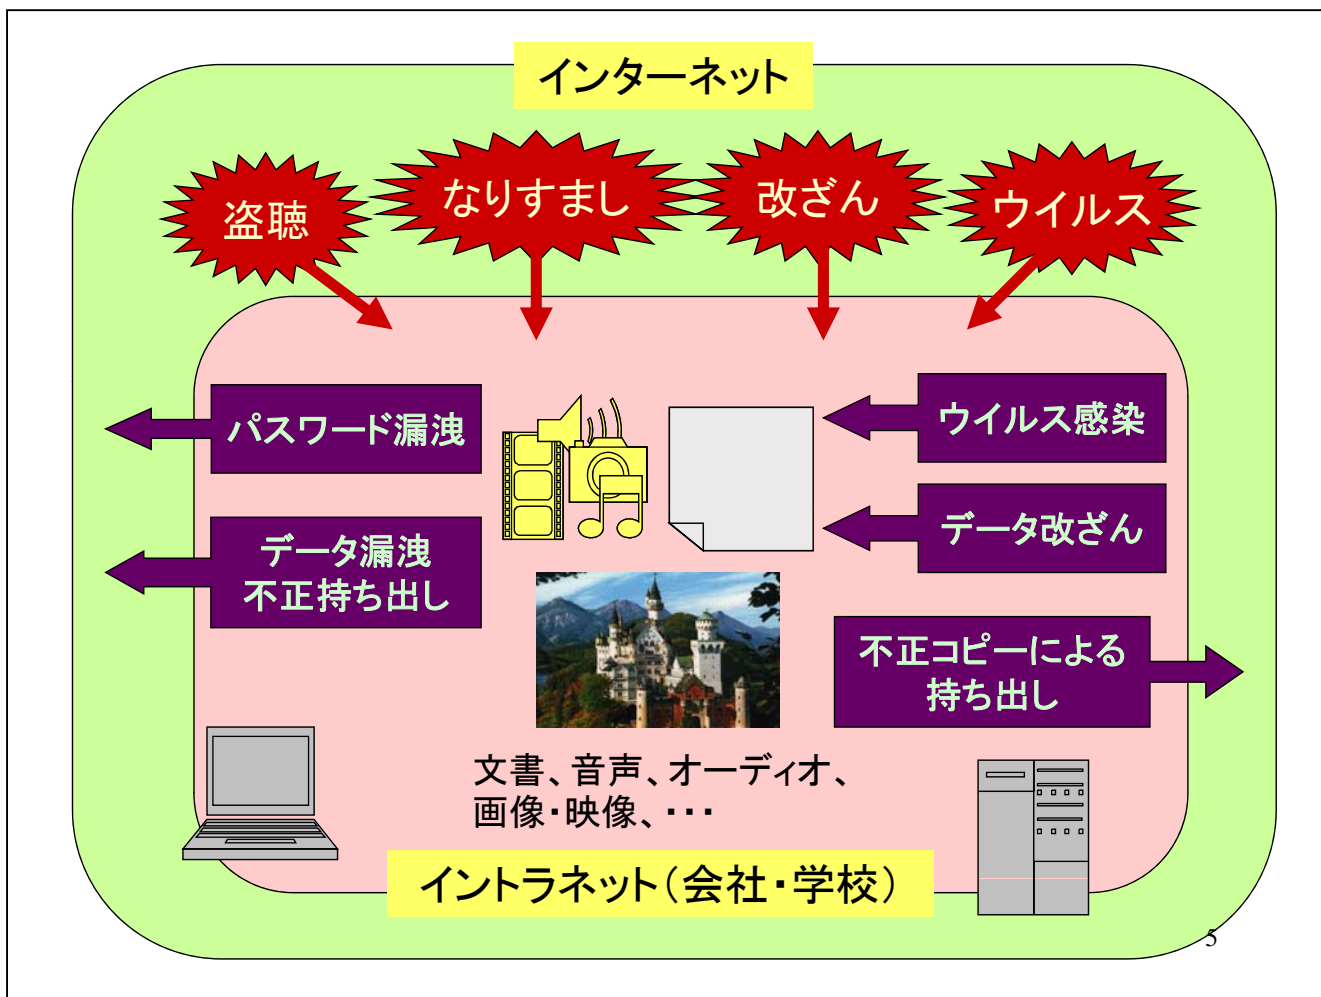 インターネット
盗聴
なりすまし
改ざん
ウイルス
パスワード漏洩
ウイルス感染
データ漏洩
不正持ち出し
データ改ざん
不正コピーによる
持ち出し
文書、音声、オーディオ、
画像・映像、・・・
イントラネット（会社・学校）
5